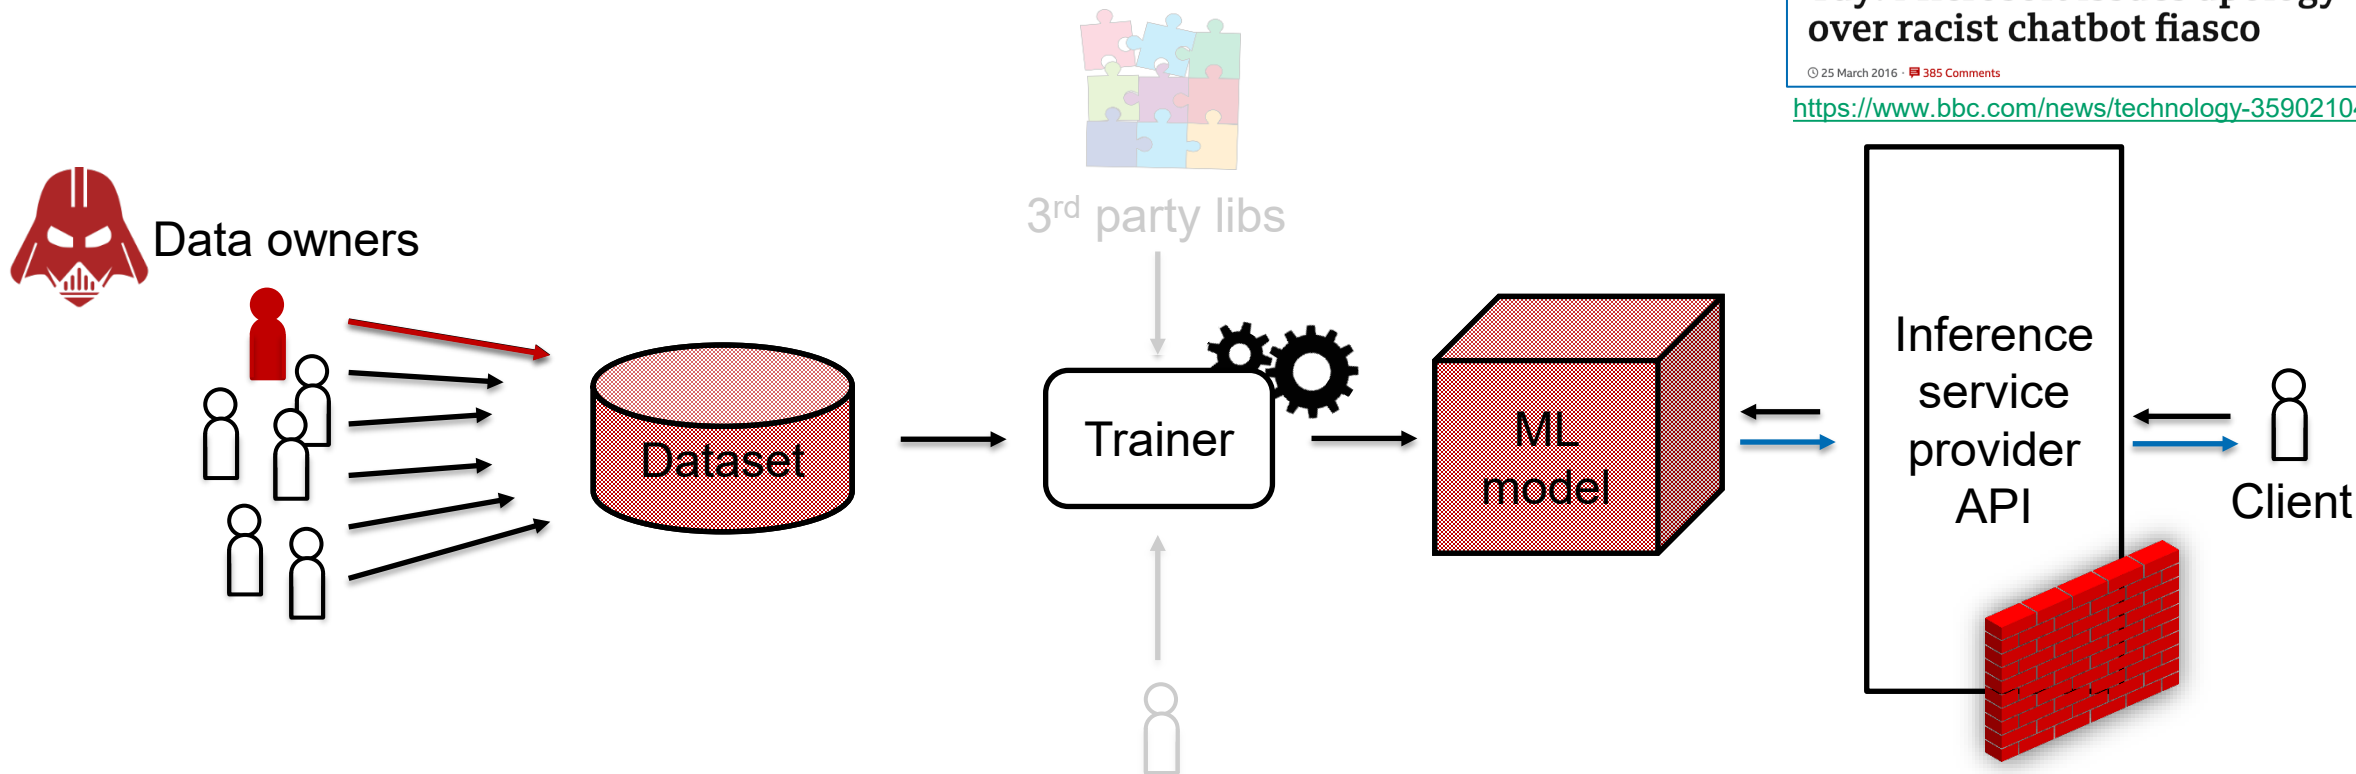 over racist chatbot fiasco
25 March 2016 · 385 Comments
https://www.bbc.com/news/technology-35902104
3rd party libs
Data owners
Dataset
Trainer
ML
model
Inference
service
provider
API
Client